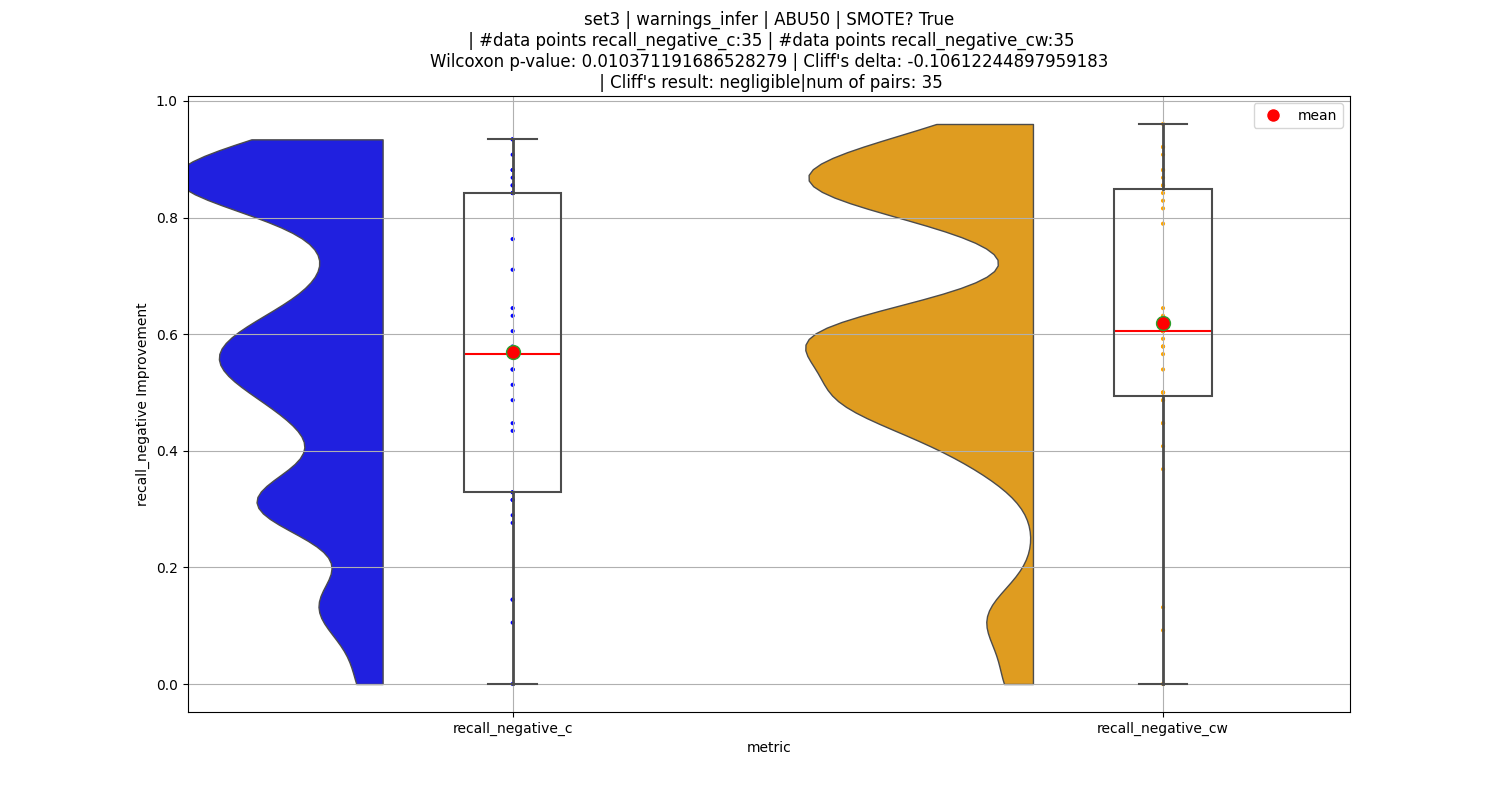 set3 | warnings_infer | ABU50 | SMOTE? True
| #data points recall_negative_c:35 | #data points recall_negative_cw:35
Wilcoxon p-value: 0.010371191686528279 | Cliff's delta: -0.10612244897959183
| Cliff's result: negligible|num of pairs: 35
mean
recall_negative Improvement
1.0
0.8
0.6
0.4
0.2
0.0
recall_negative_c
recall_negative_cw
metric